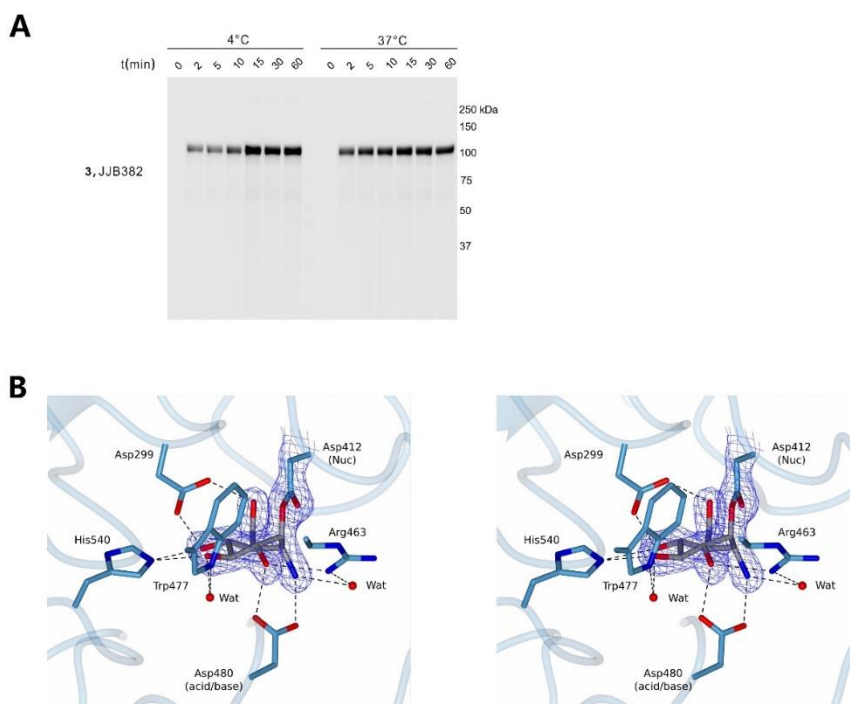 A
4°C 37°C
t(min) 0 2 5 10 15 30 60 0 2 5 10 15 30 60
250 kDa
150
3, JJB382 100
75
50
37
B
Asp412
(Nuc)
Asp299
Arg463
His540
Trp477
Wat
Wat
Asp480
(acid/base)
Asp412
(Nuc)
Asp299
Arg463
His540
Trp477
Wat
Wat
Asp480
(acid/base)